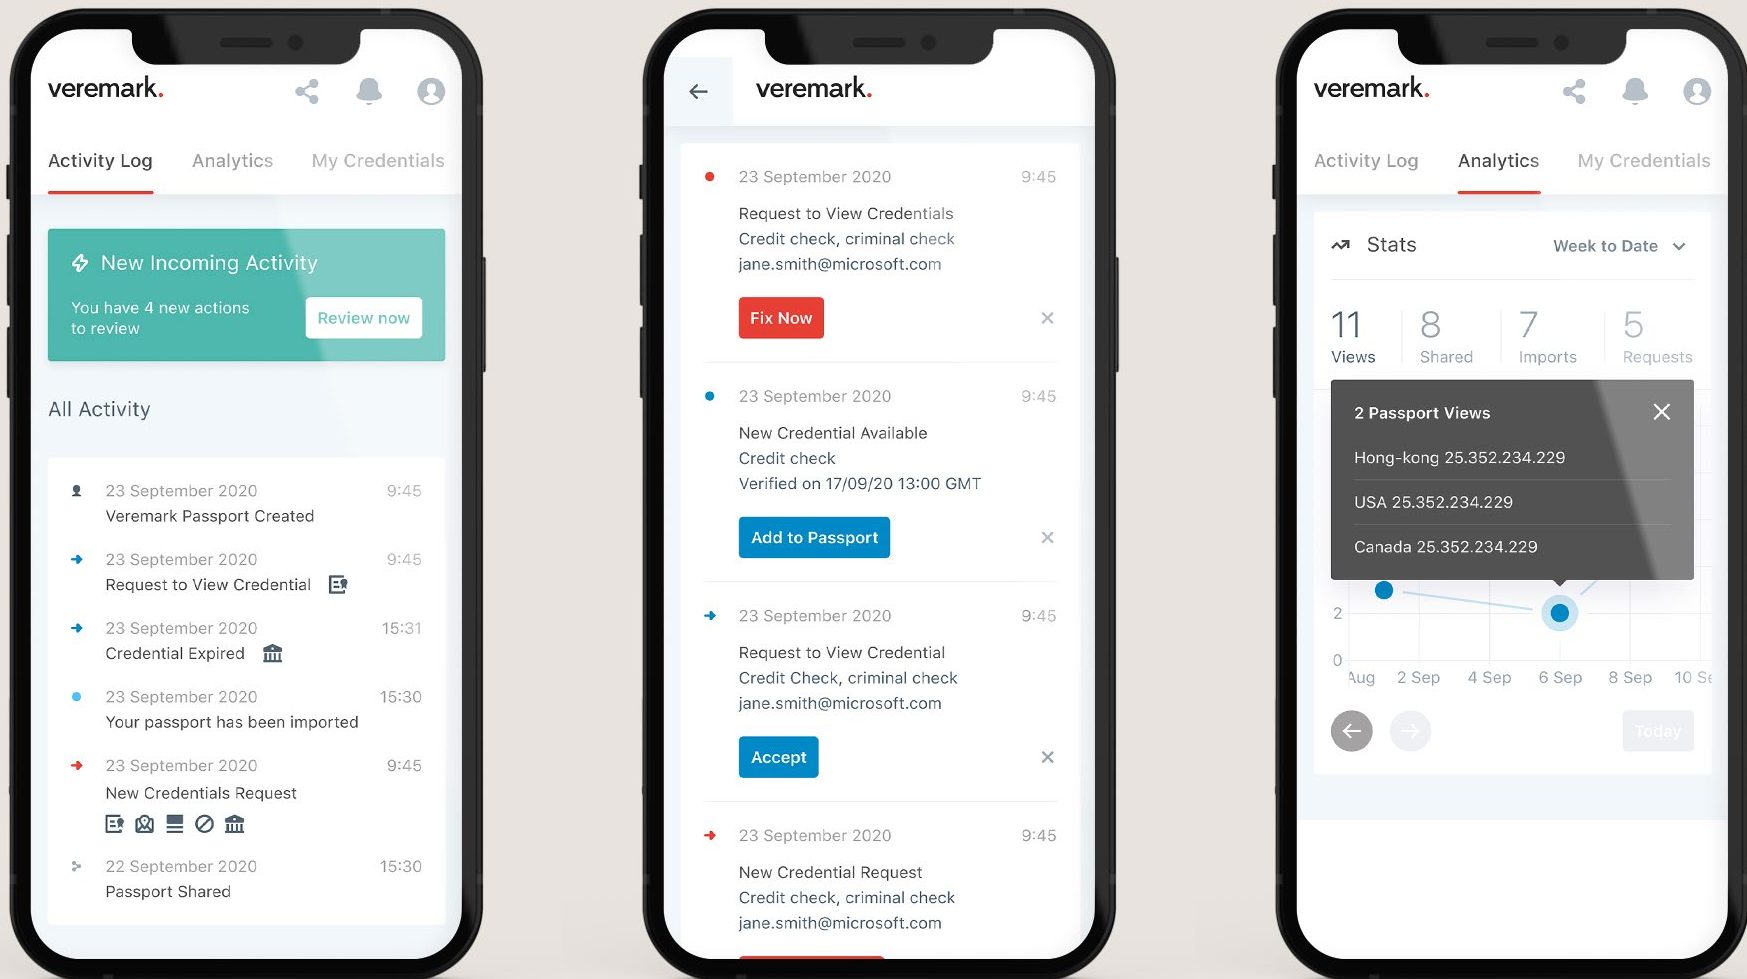 veremark.
Activity Log Analytics My Credentials
New Incoming Activity
You have 4 new actions
to review
Review now
All Activity
23 September 2020 9:45
Veremark Passport Created
23 September 2020 9:45
Request to View Credential
23 September 2020 15:31
Credential Expired
23 September 2020 15:30
Your passport has been imported
23 September 2020 9:45
New Credentials Request
22 September 2020 15:30
Passport Shared
veremark.
23 September 2020 9:45
Request to View Credentials
Credit check, criminal check
jane.smith@microsoft.com
Fix Now
23 September 2020 9:45
New Credential Available
Credit check
Verified on 17/09/20 13:00 GMT
Add to Passport
23 September 2020 9:45
Request to View Credential
Credit Check, criminal check
jane.smith@microsoft.com
Accept
23 September 2020 9:45
New Credential Request
Credit check, criminal check
jane.smith@microsoft.com
veremark.
Activity Log Analytics My Credentials
Stats Week to Date
11 8 7 5
Views Shared Imports Requests
2 Passport Views
Hong-kong 25.352.234.229
USA 25.352.234.229
Canada 25.352.234.229
2
0
Aug 2 Sep 4 Sep 6 Sep 8 Sep 10 Se
Today